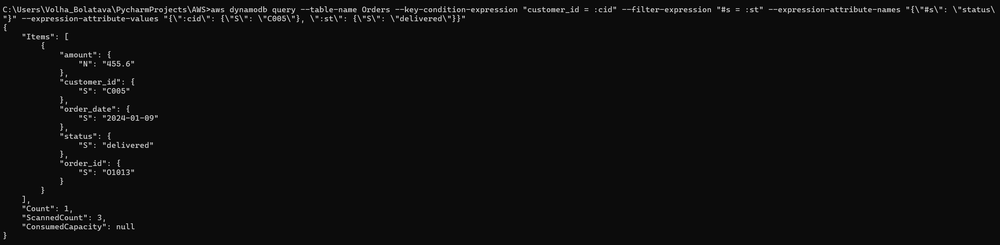 C:\Users\Volha_Bolatava\PycharmProjects\AWS>aws dynamodb query --table-name Orders --key-condition-expression "customer_id = :cid" --filter-expression "#s = :st" --expression-attribute-names "{\"#s\": \"status\
"}" --expression-attribute-values "{\":cid\": {\"S\": \"C005\"}, \":st\": {\"S\": \"delivered\"}}"
{
    "Items": [
        {
            "amount": {
                "N": "455.6"
            },
            "customer_id": {
                "S": "C005"
            },
            "order_date": {
                "S": "2024-01-09"
            },
            "status": {
                "S": "delivered"
            },
            "order_id": {
                "S": "O1013"
            }
        }
    ],
    "Count": 1,
    "ScannedCount": 3,
    "ConsumedCapacity": null
}